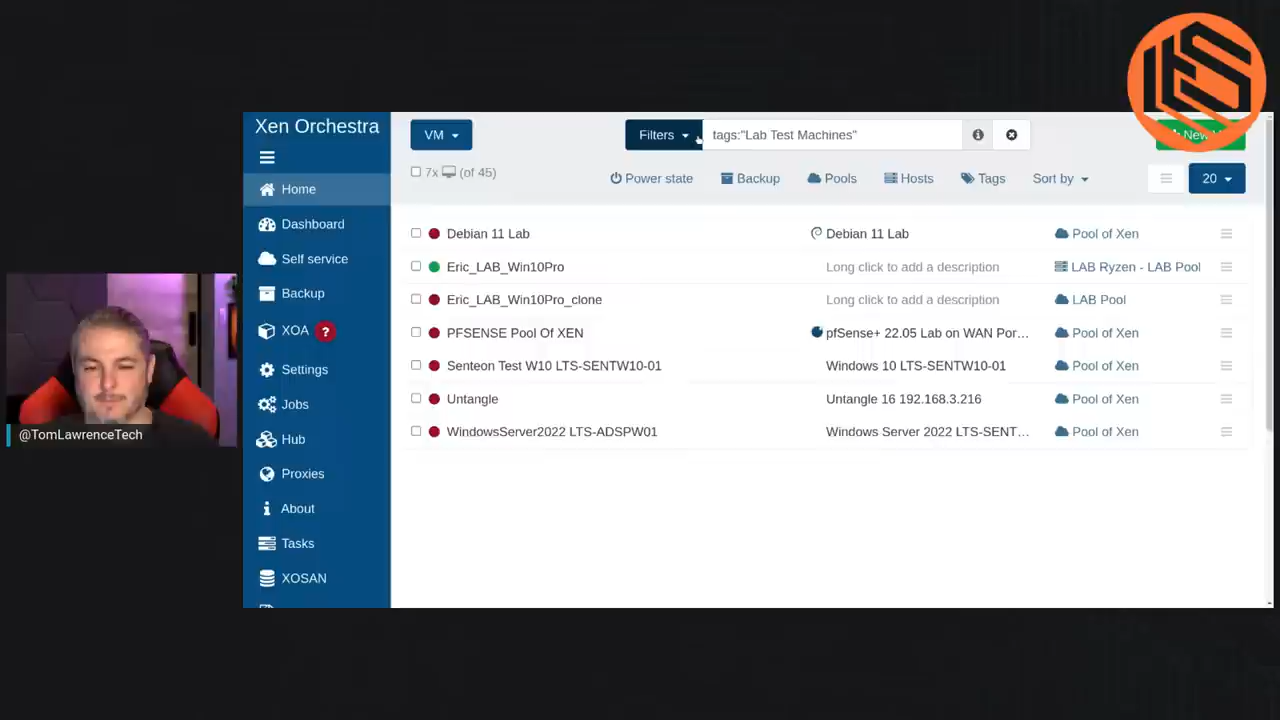 Xen Orchestra
VM
Filters
tags:"Lab Test Machines"
7x (of 45)
Power state
Backup
Pools
Hosts
Tags
Sort by
20
Home
Dashboard
Self service
Backup
XOA ?
Settings
Jobs
Hub
Proxies
About
Tasks
XOSAN
Debian 11 Lab Debian 11 Lab Pool of Xen
Eric_LAB_Win10Pro Long click to add a description LAB Ryzen - LAB Pool
Eric_LAB_Win10Pro_clone Long click to add a description LAB Pool
PFSENSE Pool Of XEN pfSense+ 22.05 Lab on WAN Por... Pool of Xen
Senteon Test W10 LTS-SENTW10-01 Windows 10 LTS-SENTW10-01 Pool of Xen
Untangle Untangle 16 192.168.3.216 Pool of Xen
WindowsServer2022 LTS-ADSPW01 Windows Server 2022 LTS-SENT... Pool of Xen
@TomLawrenceTech